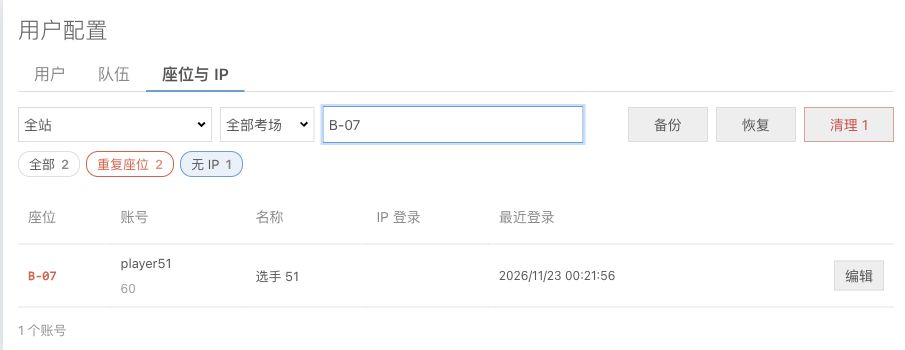 用户配置
用户 队伍 座位与 IP
全站 全部考场 B-07 备份 恢复 清理 1
全部 2 重复座位 2 无 IP 1
座位 账号 名称 IP 登录 最近登录
B-07 player51 选手 51 2026/11/23 00:21:56 编辑
60
1 个账号